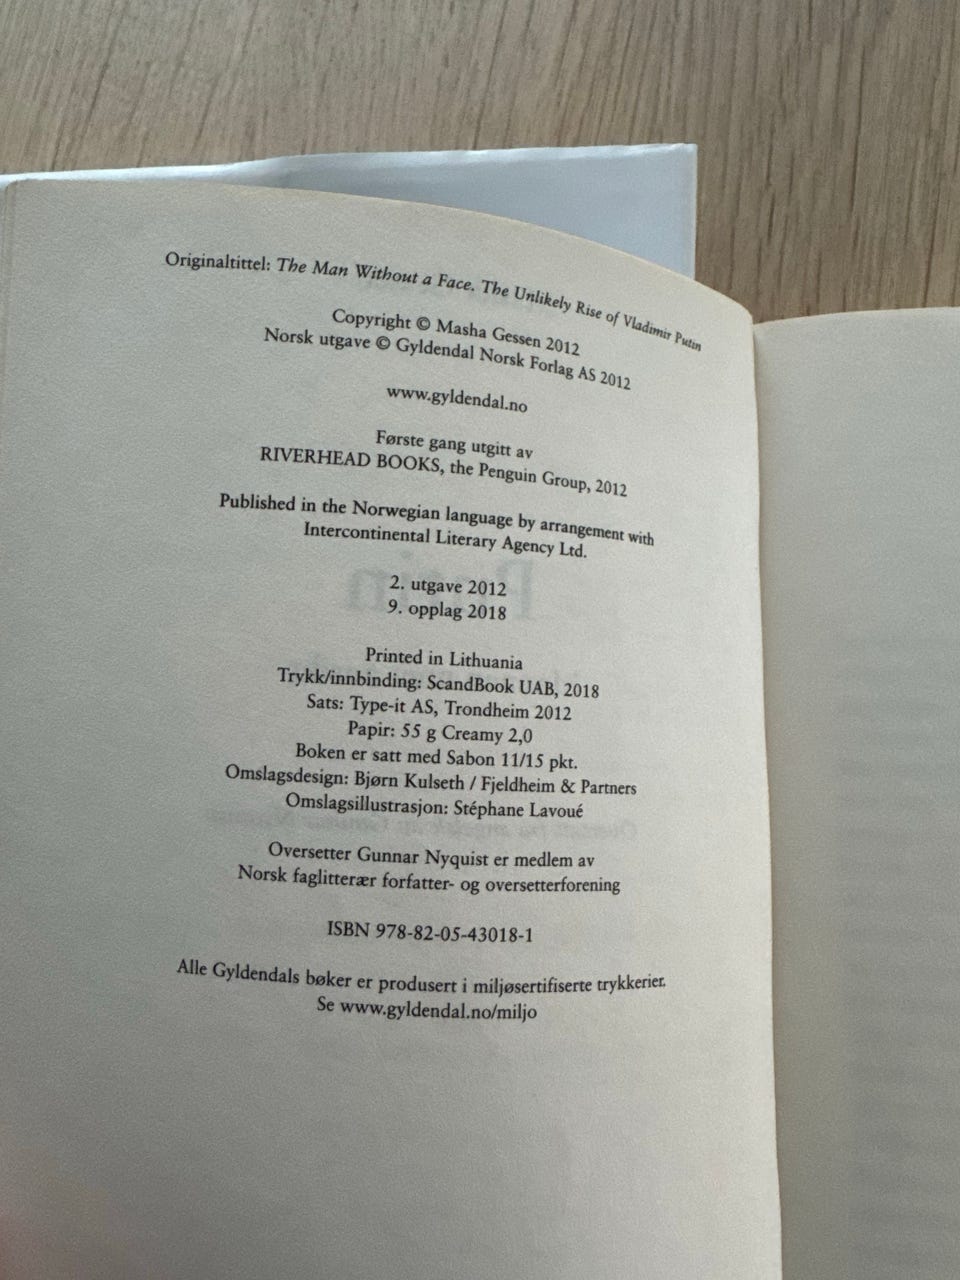 Originaltittel: The Man Without a Face. The Unlikely Rise of Vladimir Putin
Copyright © Masha Gessen 2012
Norsk utgave © Gyldendal Norsk Forlag AS 2012
www.gyldendal.no
Første gang utgitt av
RIVERHEAD BOOKS, the Penguin Group, 2012
Published in the Norwegian language by arrangement with
Intercontinental Literary Agency Ltd.
2. utgave 2012
9. opplag 2018
Printed in Lithuania
Trykk/innbinding: ScandBook UAB, 2018
Sats: Type-it AS, Trondheim 2012
Papir: 55 g Creamy 2,0
Boken er satt med Sabon 11/15 pkt.
Omslagsdesign: Bjørn Kulseth / Fjeldheim & Partners
Omslagsillustrasjon: Stéphane Lavoué
Oversetter Gunnar Nyquist er medlem av
Norsk faglitterær forfatter- og oversetterforening
ISBN 978-82-05-43018-1
Alle Gyldendals bøker er produsert i miljøsertifiserte trykkerier.
Se www.gyldendal.no/miljo